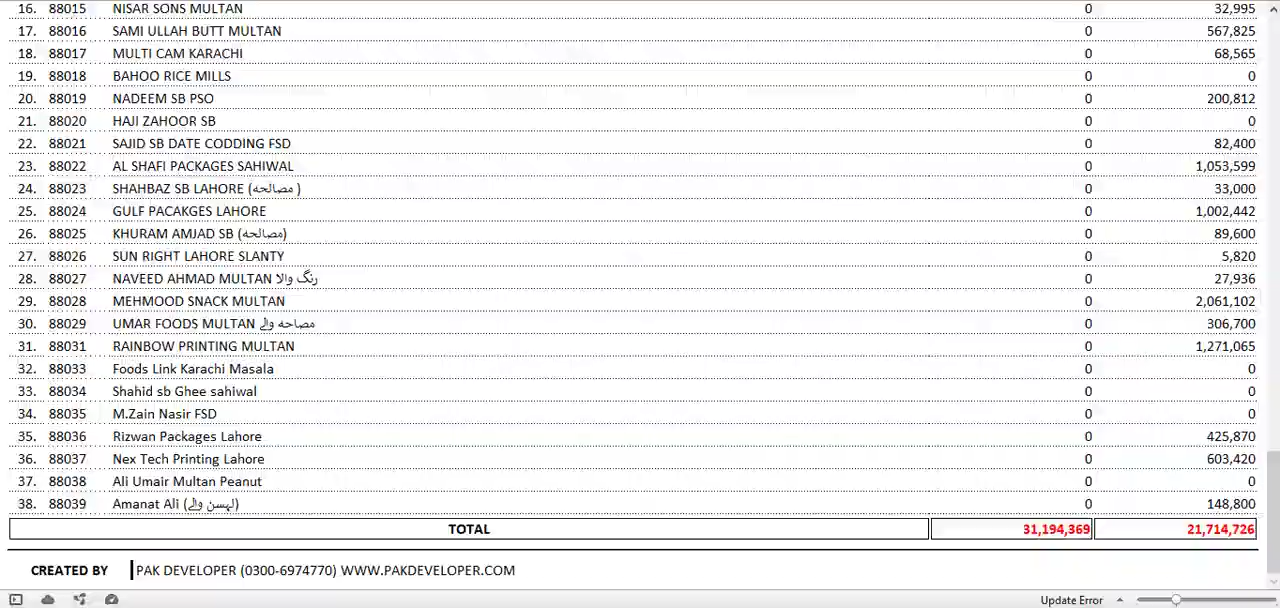 16. 88015 NISAR SONS MULTAN 0 32,995
17. 88016 SAMI ULLAH BUTT MULTAN 0 567,825
18. 88017 MULTI CAM KARACHI 0 68,565
19. 88018 BAHOO RICE MILLS 0 0
20. 88019 NADEEM SB PSO 0 200,812
21. 88020 HAJI ZAHOOR SB 0 0
22. 88021 SAJID SB DATE CODDING FSD 0 82,400
23. 88022 AL SHAFI PACKAGES SAHIWAL 0 1,053,599
24. 88023 SHAHBAZ SB LAHORE (مصالحہ ) 0 33,000
25. 88024 GULF PACAKGES LAHORE 0 1,002,442
26. 88025 KHURAM AMJAD SB (مصالحہ) 0 89,600
27. 88026 SUN RIGHT LAHORE SLANTY 0 5,820
28. 88027 NAVEED AHMAD MULTAN رنگ والا 0 27,936
29. 88028 MEHMOOD SNACK MULTAN 0 2,061,102
30. 88029 UMAR FOODS MULTAN مصاحہ والے 0 306,700
31. 88031 RAINBOW PRINTING MULTAN 0 1,271,065
32. 88033 Foods Link Karachi Masala 0 0
33. 88034 Shahid sb Ghee sahiwal 0 0
34. 88035 M.Zain Nasir FSD 0 0
35. 88036 Rizwan Packages Lahore 0 425,870
36. 88037 Nex Tech Printing Lahore 0 603,420
37. 88038 Ali Umair Multan Peanut 0 0
38. 88039 Amanat Ali (لہسن والے) 0 148,800
TOTAL 31,194,369 21,714,726
CREATED BY PAK DEVELOPER (0300-6974770) WWW.PAKDEVELOPER.COM
Update Error